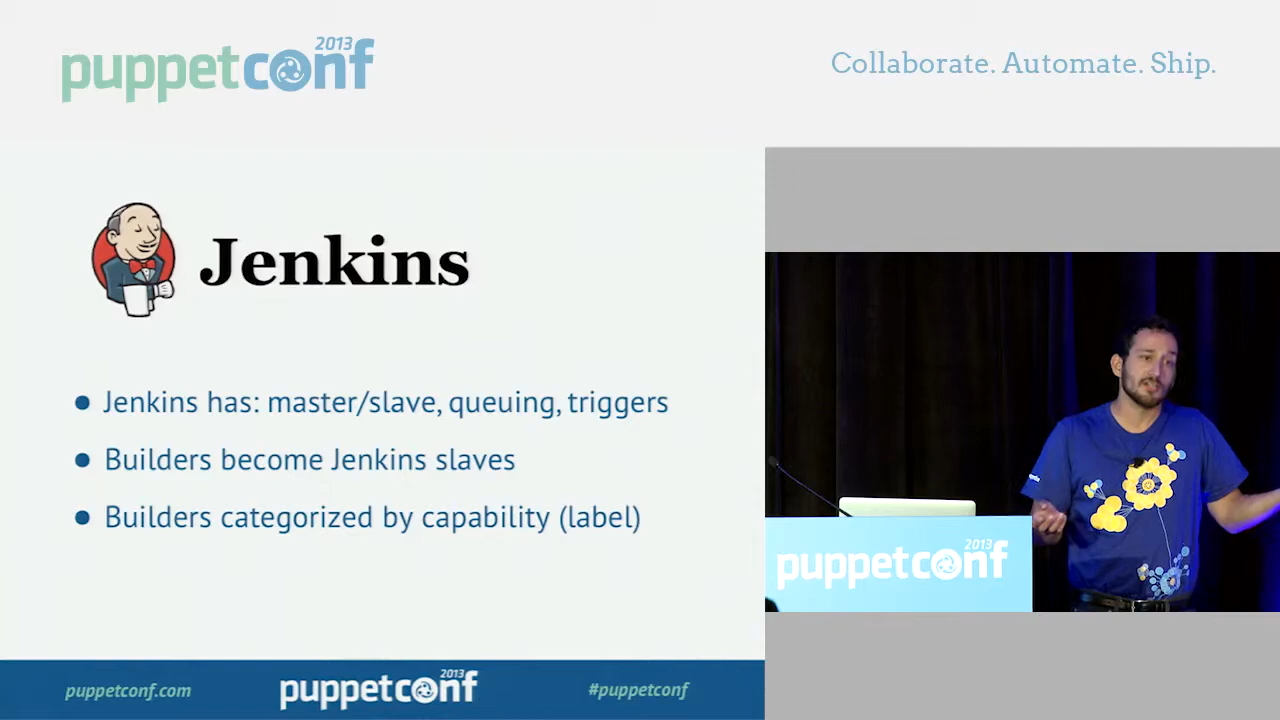 2013
puppetconf
Collaborate. Automate. Ship.
Jenkins
Jenkins has: master/slave, queuing, triggers
Builders become Jenkins slaves
Builders categorized by capability (label)
2013
puppetconf
puppetconf.com
2013
puppetconf
#puppetconf